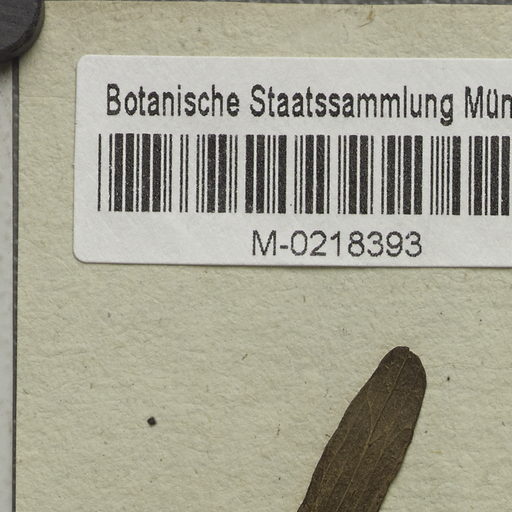 Botanische Staatssammlung Mün
M-0218393